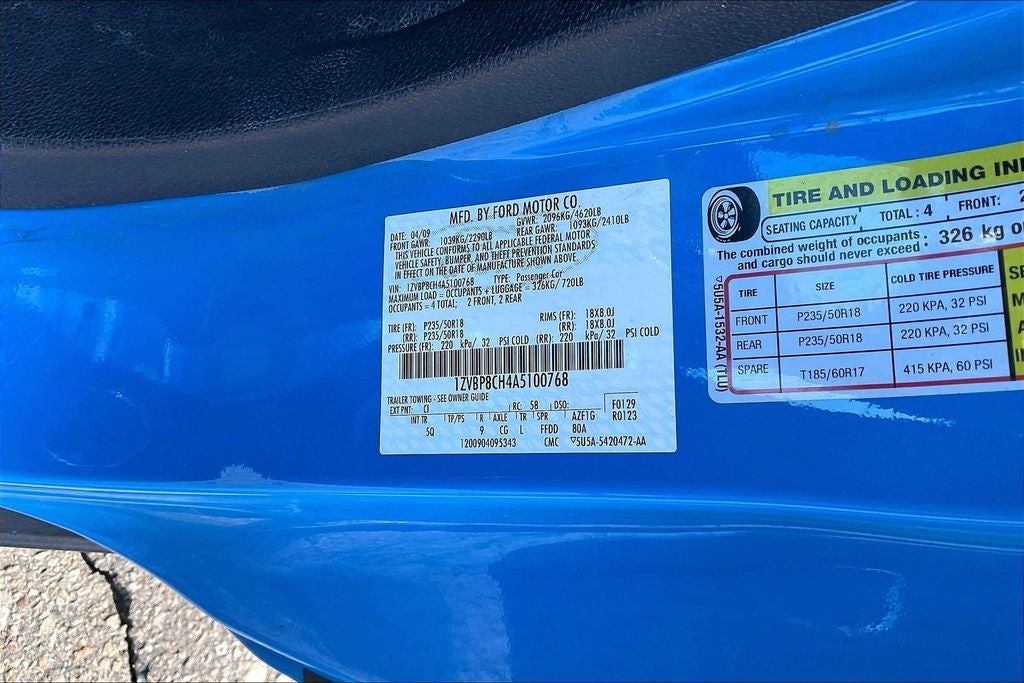 MFD. BY FORD MOTOR CO.
DATE: 04/09 GVWR: 2096KG/4620LB
FRONT GAWR: 1039KG/2290LB REAR GAWR: 1093KG/2410LB
THIS VEHICLE CONFORMS TO ALL APPLICABLE FEDERAL MOTOR
VEHICLE SAFETY, BUMPER, AND THEFT PREVENTION STANDARDS
IN EFFECT ON THE DATE OF MANUFACTURE SHOWN ABOVE.
VIN: 1ZVBP8CH4A5100768 TYPE: Passenger-Car
MAXIMUM LOAD = OCCUPANTS + LUGGAGE = 326KG/720LB
OCCUPANTS = 4 TOTAL; 2 FRONT, 2 REAR
TIRE (FR): P235/50R18 RIMS (FR): 18X8.0J
(RR): P235/50R18 (RR): 18X8.0J
PRESSURE (FR): 220 kPa/ 32 PSI COLD (RR): 220 kPa/ 32 PSI COLD
1ZVBP8CH4A5100768
TRAILER TOWING - SEE OWNER GUIDE
EXT PNT: CI RC: 58 DSO: F0129
INT TR TP/PS R AXLE TR SPR AZFTG R0123
5Q 9 CG L FFDD 80A
1200904095343 CMC ▽5U5A-5420472-AA
TIRE AND LOADING IN
SEATING CAPACITY TOTAL: 4 FRONT: 2
The combined weight of occupants
and cargo should never exceed : 326 kg o
TIRE SIZE COLD TIRE PRESSURE
FRONT P235/50R18 220 KPA, 32 PSI
REAR P235/50R18 220 KPA, 32 PSI
SPARE T185/60R17 415 KPA, 60 PSI
▽5U5A-1532-AA (TLU)